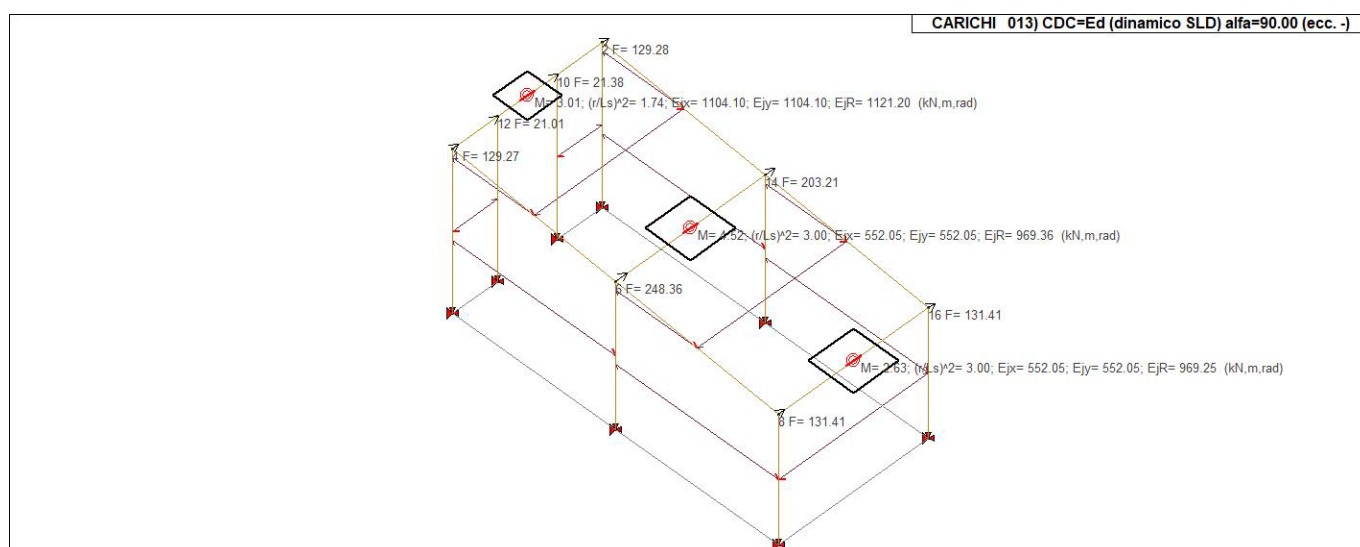 CARICHI 013) CDC=Ed (dinamico SLD) alfa=90.00 (ecc. -)
2 F= 129.28
10 F= 21.38
M= 3.01; (r/Ls)^2= 1.74; Ejx= 1104.10; Ejy= 1104.10; EjR= 1121.20 (kN,m,rad)
12 F= 21.01
4 F= 129.27
14 F= 203.21
M= 4.52; (r/Ls)^2= 3.00; Ejx= 552.05; Ejy= 552.05; EjR= 969.36 (kN,m,rad)
6 F= 248.36
16 F= 131.41
M= 2.63; (r/Ls)^2= 3.00; Ejx= 552.05; Ejy= 552.05; EjR= 969.25 (kN,m,rad)
8 F= 131.41